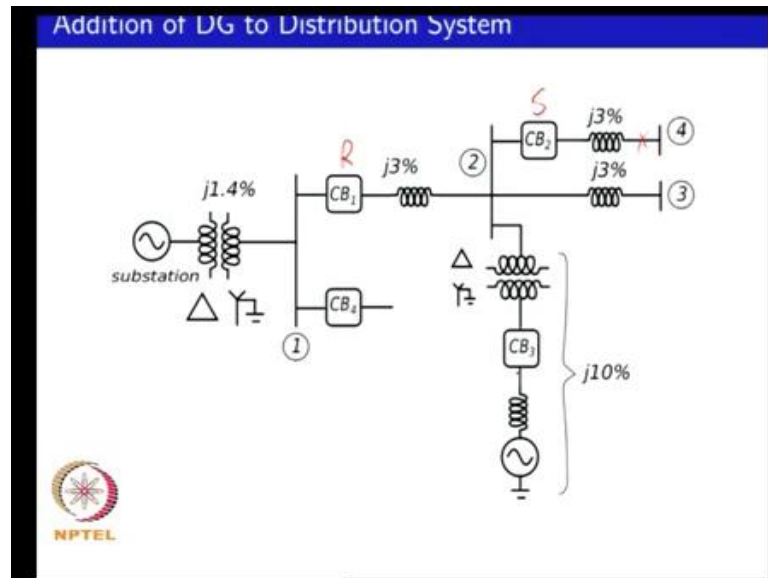 Addition of DG to Distribution System
S
j3%
4
CB2
R
2
j3%
j3%
j1.4%
CB1
3
substation
CB4
1
CB3
j10%
NPTEL